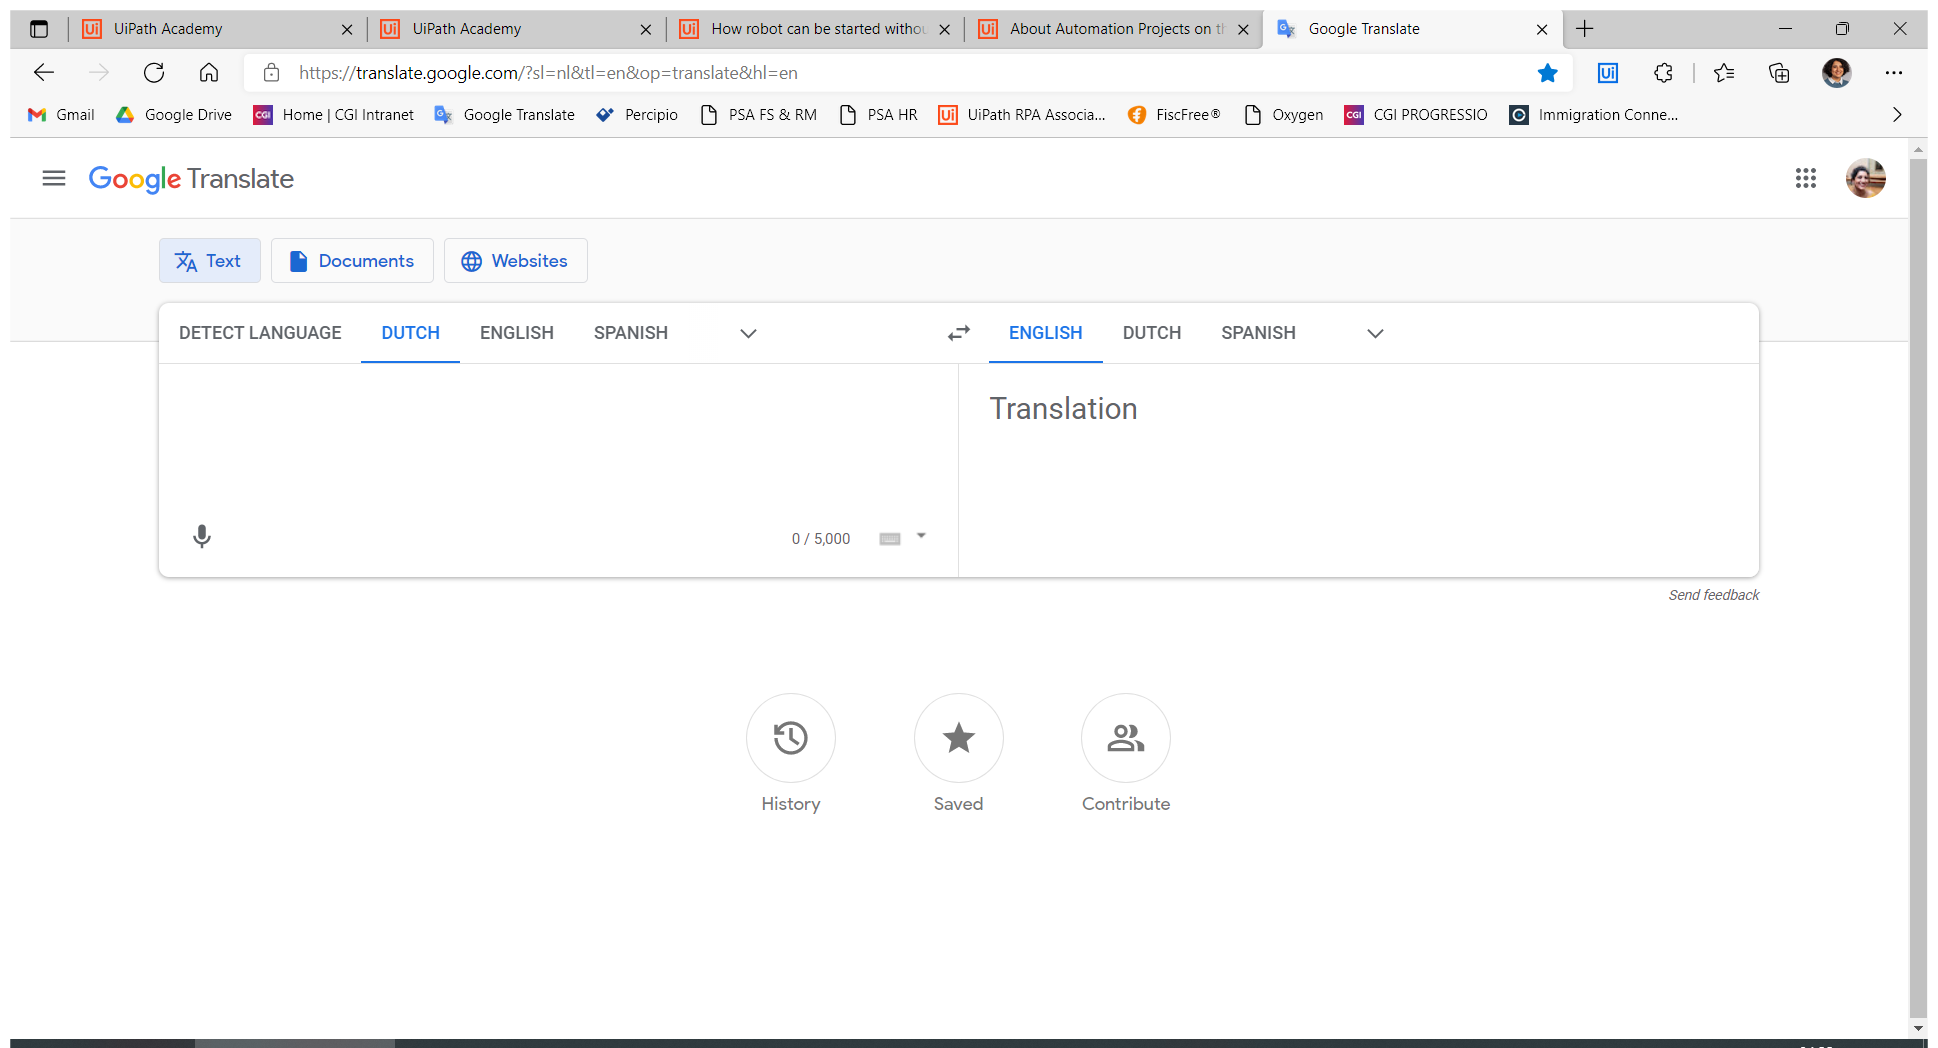 UiPath Academy
UiPath Academy
How robot can be started withou
About Automation Projects on th
Google Translate
https://translate.google.com/?sl=nl&tl=en&op=translate&hl=en
Gmail
Google Drive
CGI Home | CGI Intranet
Google Translate
Percipio
PSA FS & RM
PSA HR
Ui UiPath RPA Associa...
FiscFree®
Oxygen
CGI CGI PROGRESSIO
Immigration Conne...
Google Translate
Text
Documents
Websites
DETECT LANGUAGE
DUTCH
ENGLISH
SPANISH
ENGLISH
DUTCH
SPANISH
Translation
0 / 5,000
Send feedback
History
Saved
Contribute